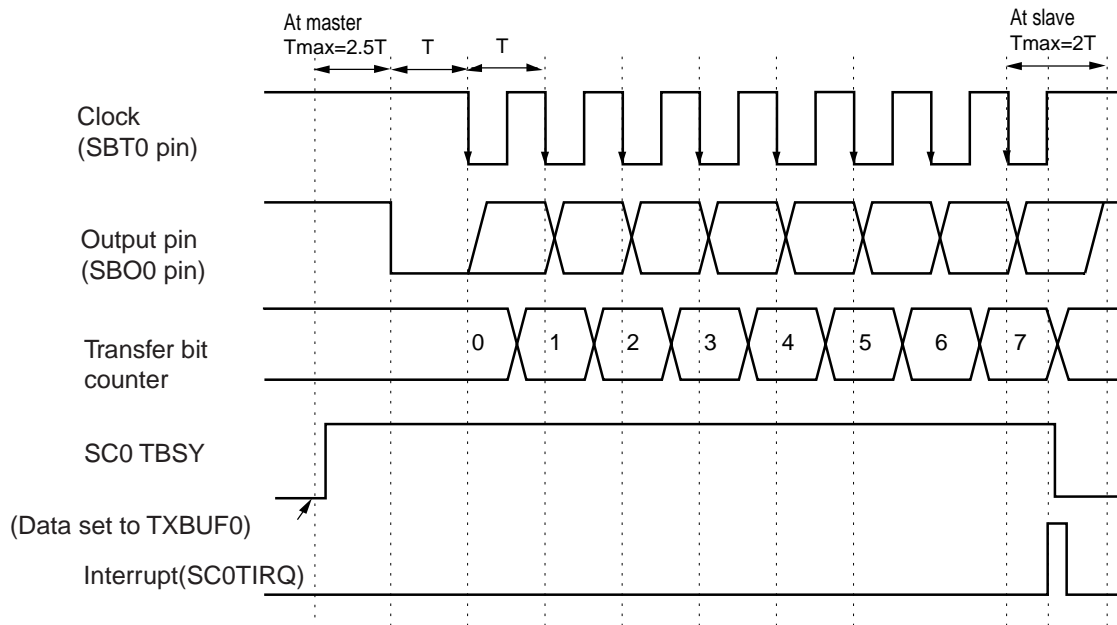 At master
Tmax=2.5T
T
T
At slave
Tmax=2T
Clock
(SBT0 pin)
Output pin
(SBO0 pin)
Transfer bit
counter
0 1 2 3 4 5 6 7
SC0 TBSY
(Data set to TXBUF0)
Interrupt(SC0TIRQ)